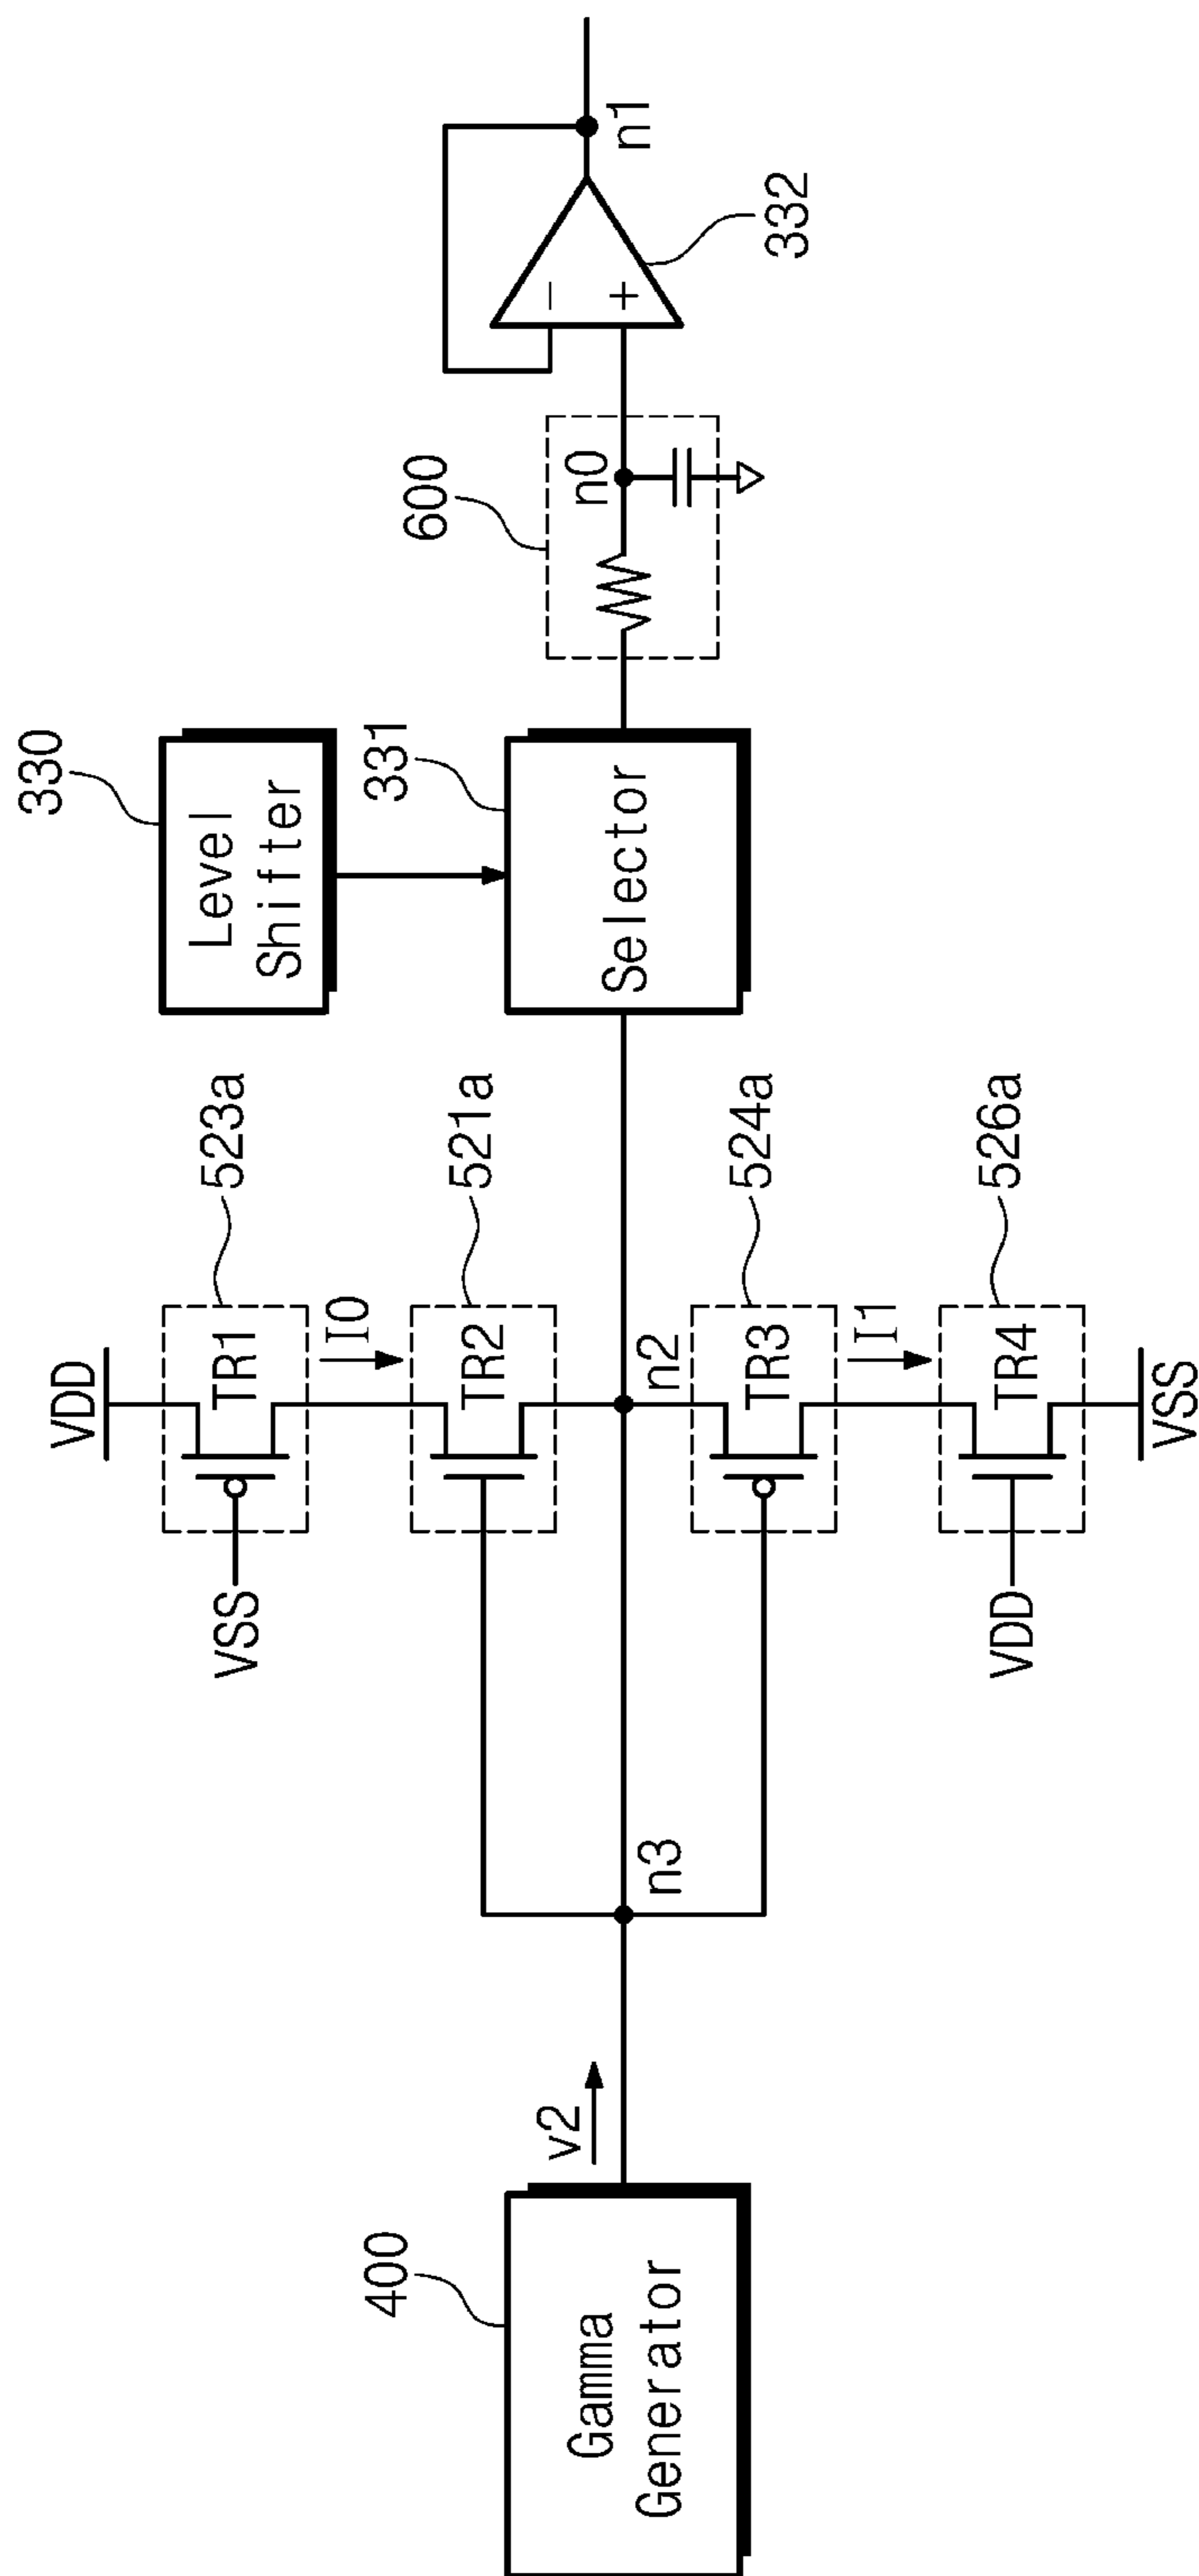 400
Gamma
Generator
v2
n3
VDD
VSS
TR1
523a
I0
TR2
521a
n2
TR3
524a
I1
VDD
TR4
526a
VSS
330
Level
Shifter
331
Selector
600
n0
−
+
332
n1